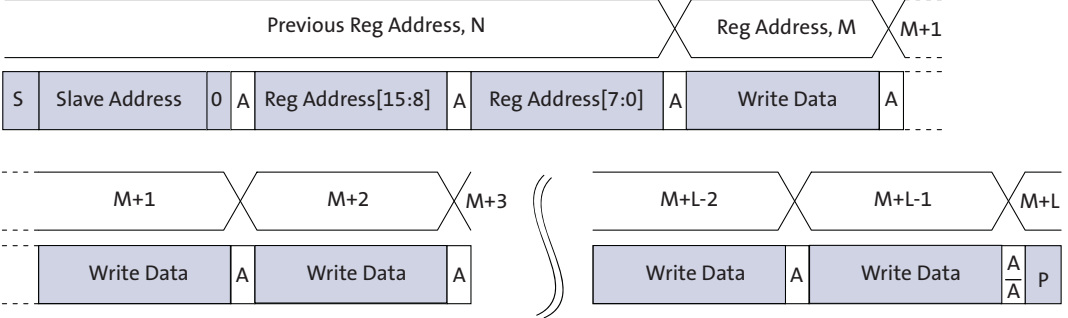 Previous Reg Address, N Reg Address, M M+1
S Slave Address 0 A Reg Address[15:8] A Reg Address[7:0] A Write Data A
M+1 M+2 M+3 M+L-2 M+L-1 M+L
Write Data A Write Data A Write Data A Write Data A P
A̅